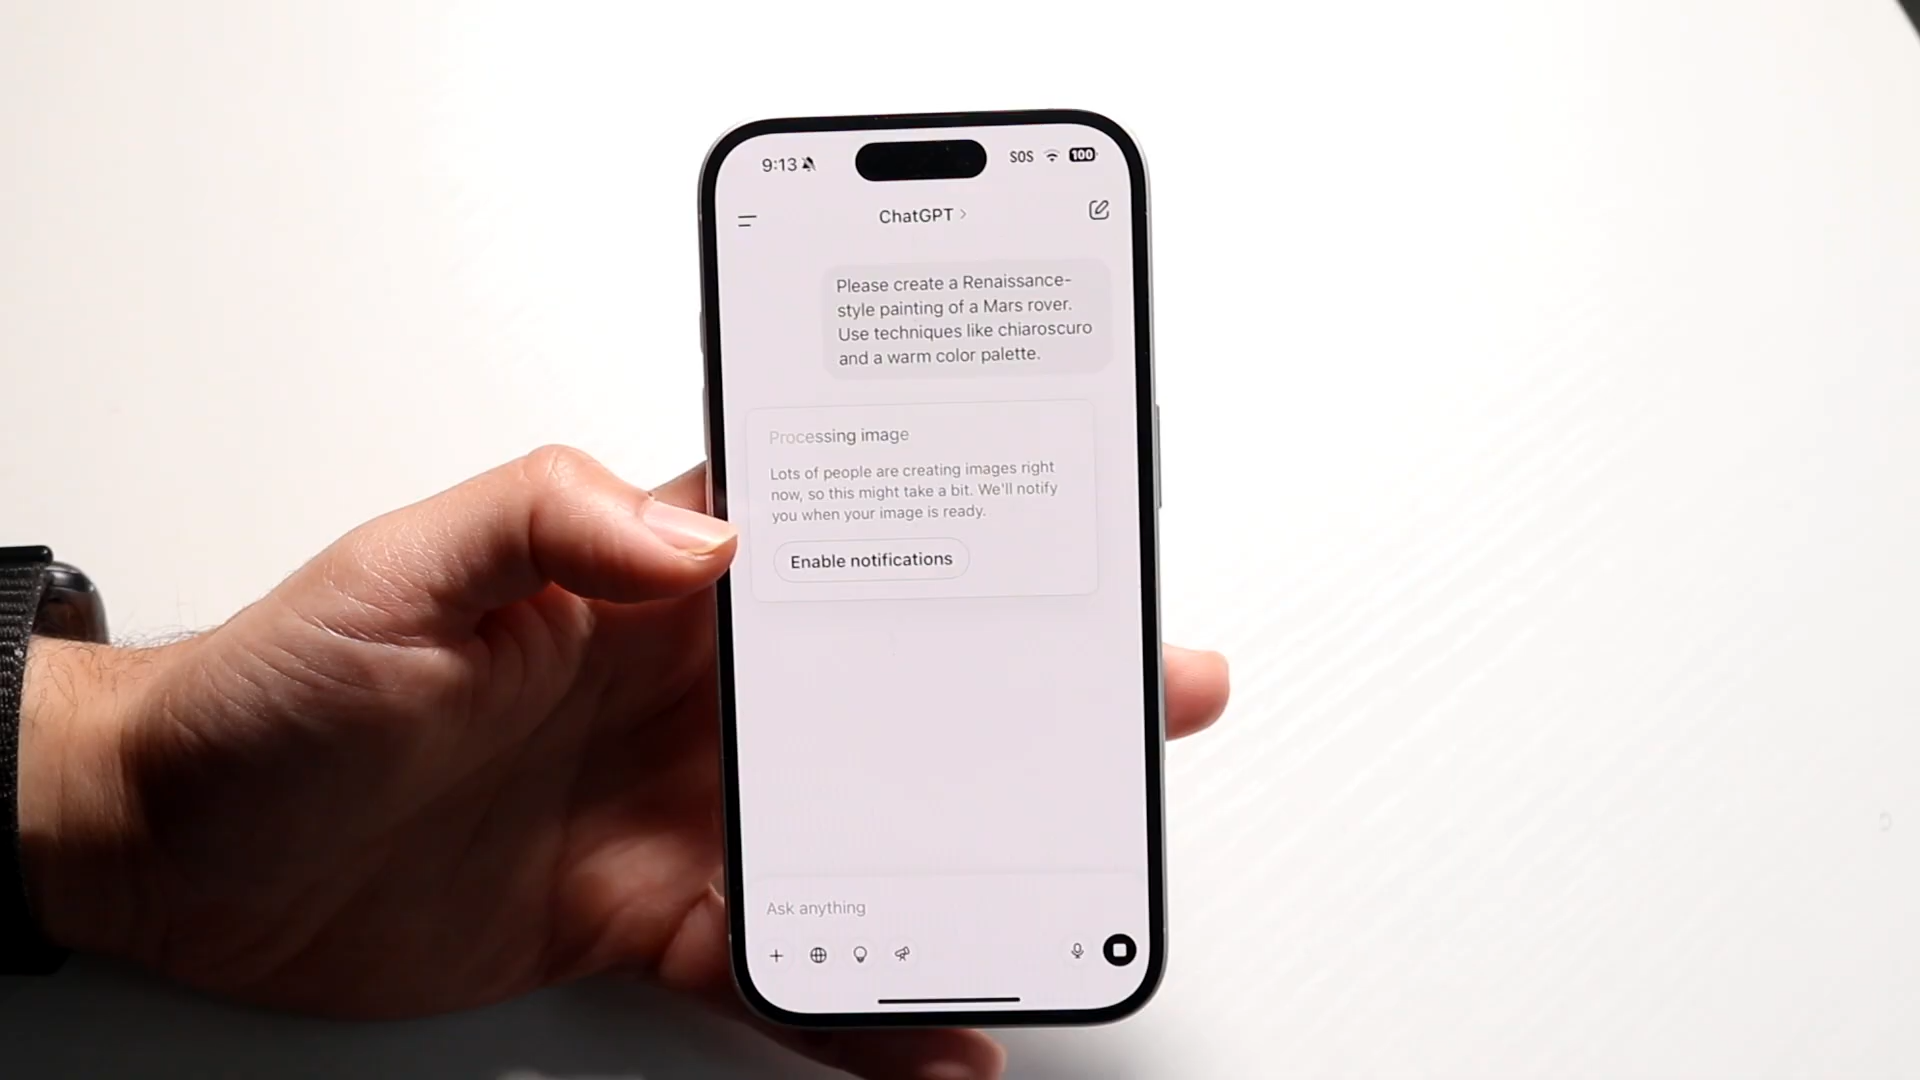 9:13
SOS
100
ChatGPT
Please create a Renaissance-
style painting of a Mars rover.
Use techniques like chiaroscuro
and a warm color palette.
Processing image
Lots of people are creating images right
now, so this might take a bit. We'll notify
you when your image is ready.
Enable notifications
Ask anything